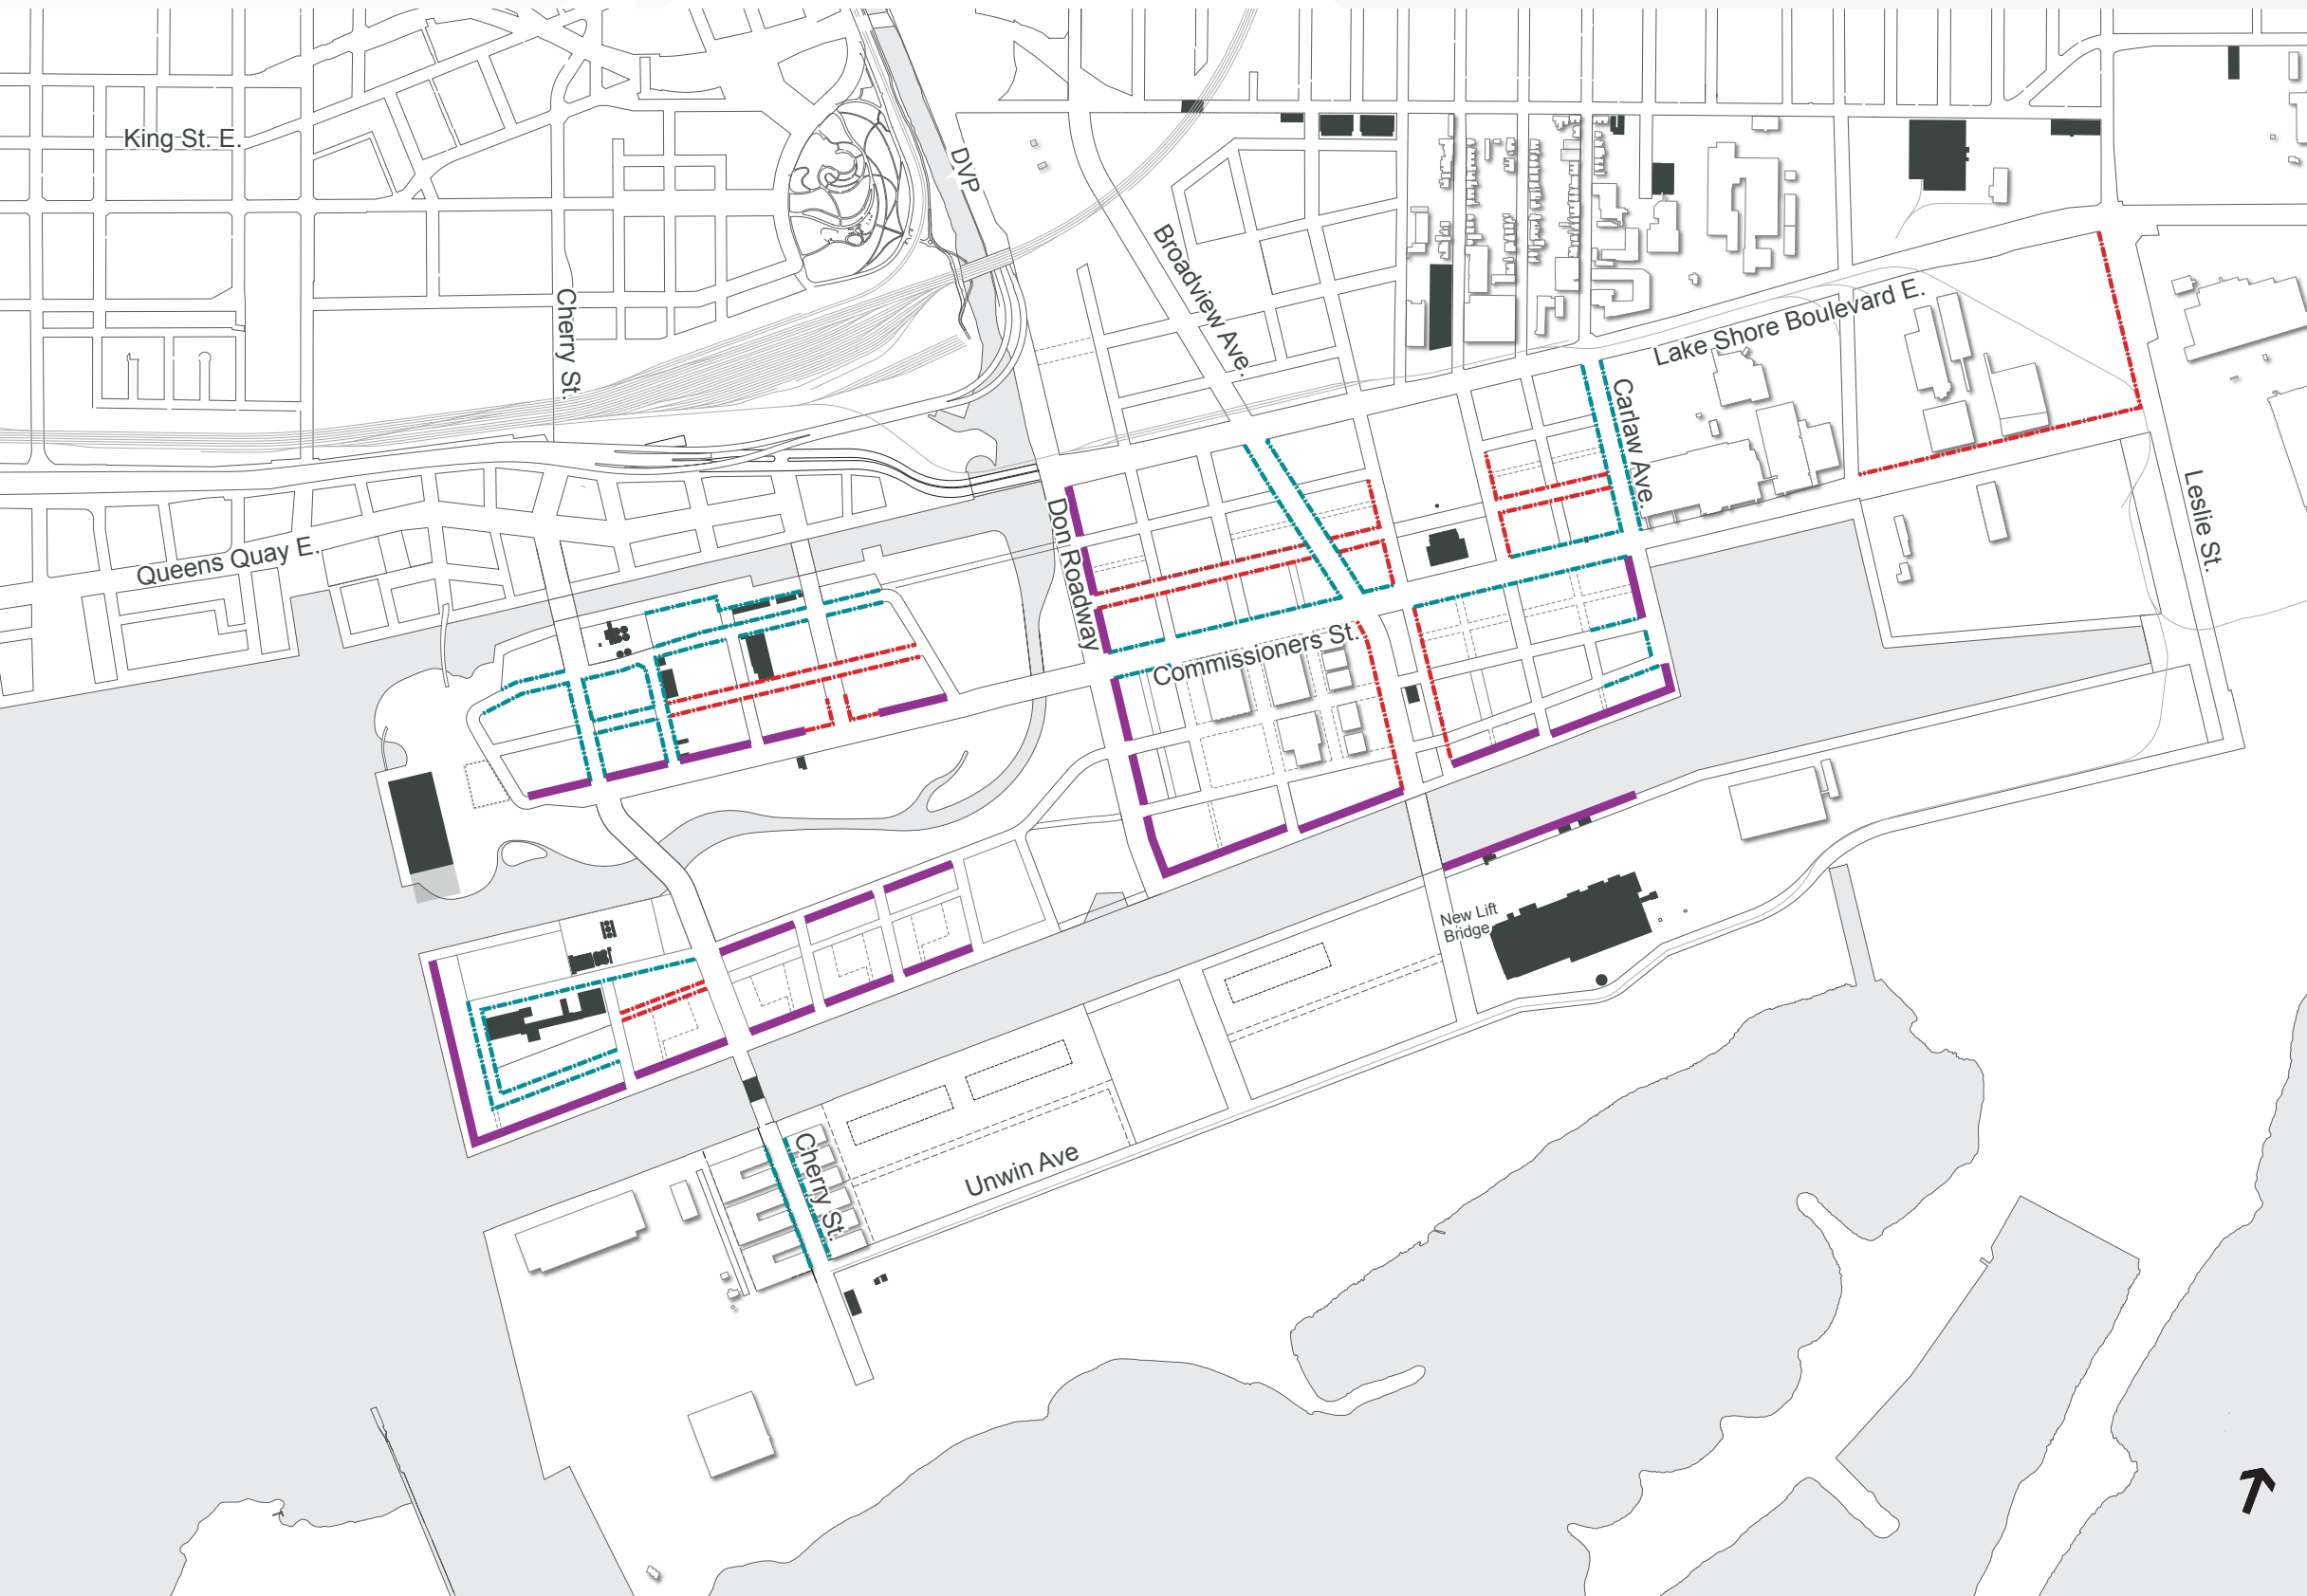 King St. E.
DVP
Broadview Ave.
Cherry St.
Lake Shore Boulevard E.
Carlaw Ave.
Leslie St.
Queens Quay E.
Don Roadway
Commissioners St.
New Lift
Bridge
Cherry St.
Unwin Ave